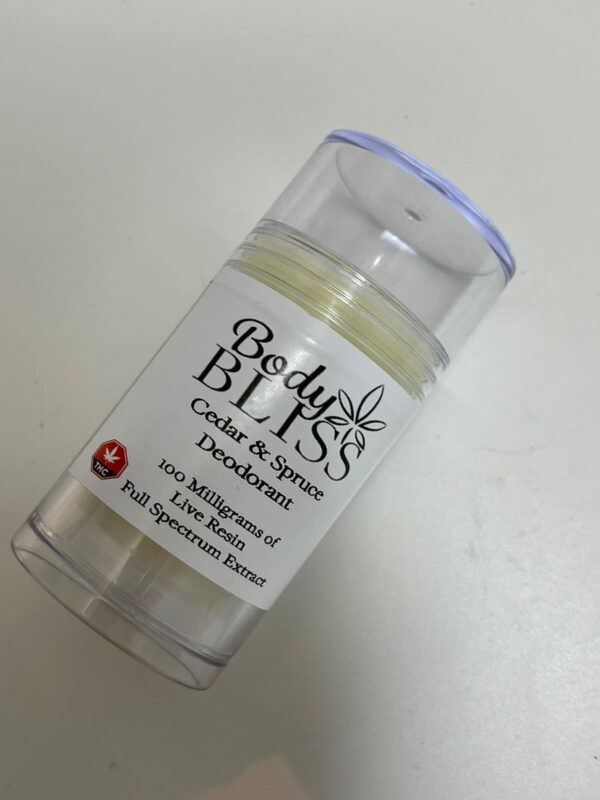 Body
BLISS
Cedar & Spruce
Deodorant
100 Milligrams of
Live Resin
Full Spectrum Extract
THC